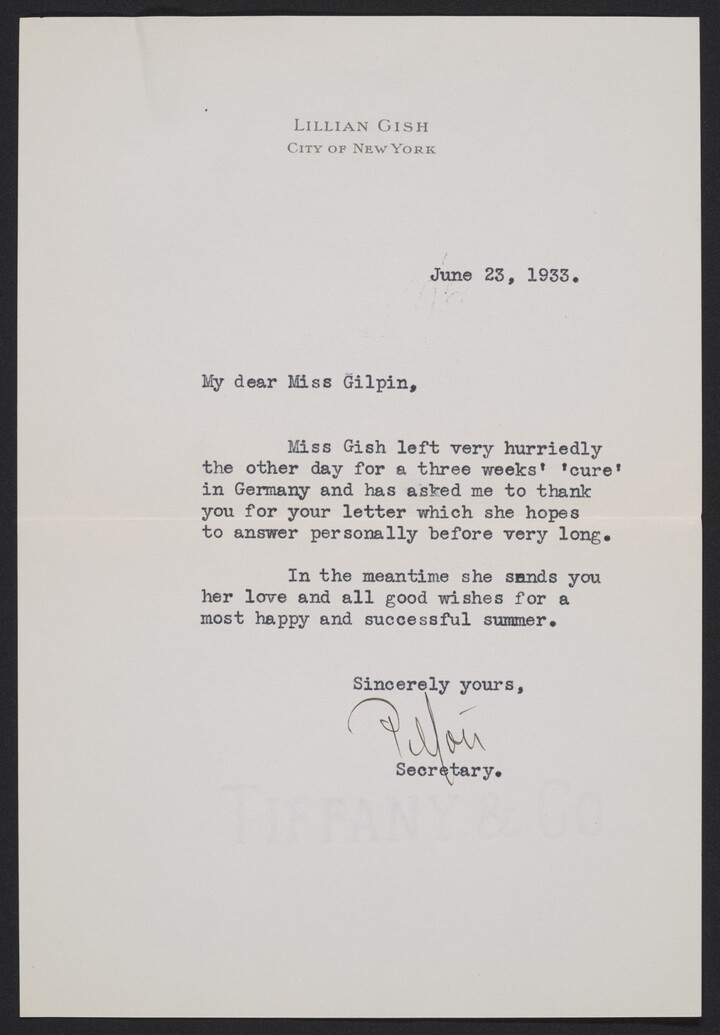 LILLIAN GISH
CITY OF NEW YORK
June 23, 1933.
My dear Miss Gilpin,
Miss Gish left very hurriedly
the other day for a three weeks' 'cure'
in Germany and has asked me to thank
you for your letter which she hopes
to answer personally before very long.
In the meantime she snnds you
her love and all good wishes for a
most happy and successful summer.
Sincerely yours,
Secretary.
TIFFANY & CO